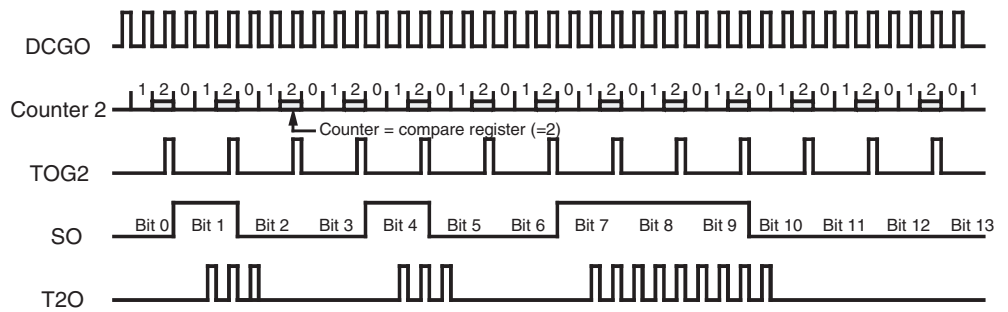 DCGO
Counter 2
1 2 0 1 2 0 1 2 0 1 2 0 1 2 0 1 2 0 1 2 0 1 2 0 1 2 0 1 2 0 1 2 0 1 2 0 1 2 0 1
Counter = compare register (=2)
TOG2
SO
Bit 0 Bit 1 Bit 2 Bit 3 Bit 4 Bit 5 Bit 6 Bit 7 Bit 8 Bit 9 Bit 10 Bit 11 Bit 12 Bit 13
T2O